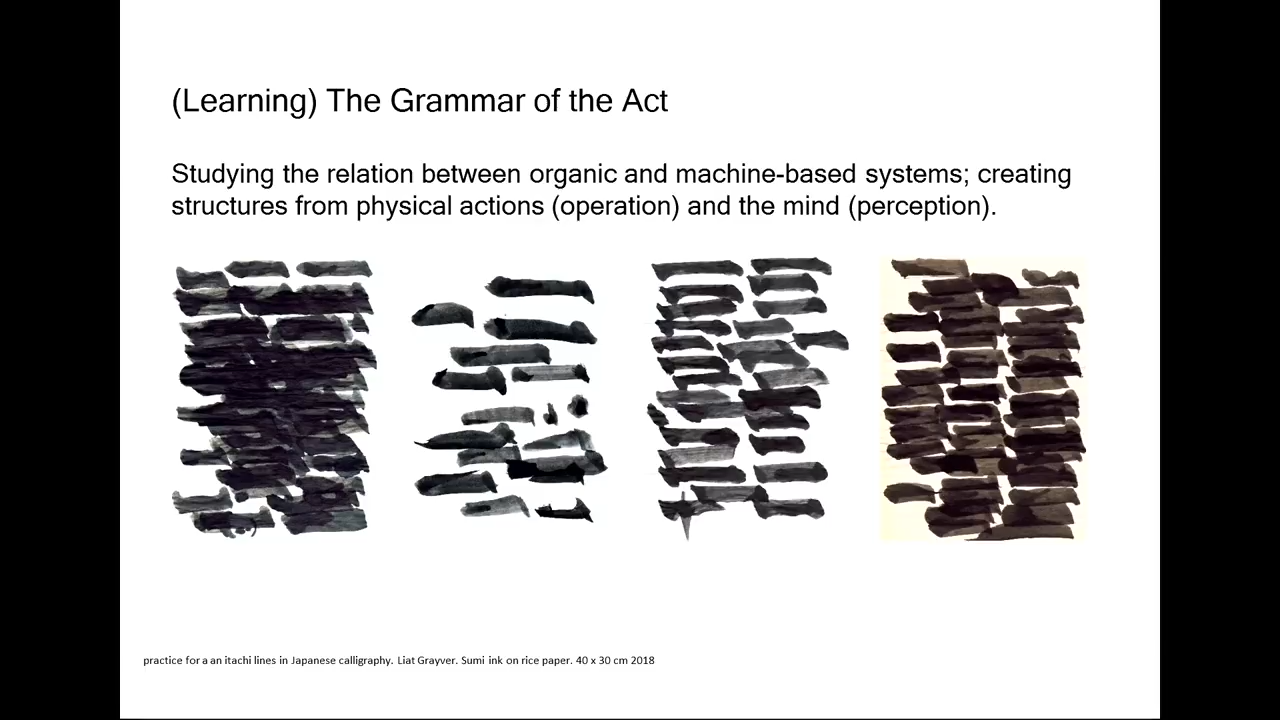 (Learning) The Grammar of the Act
Studying the relation between organic and machine-based systems; creating
structures from physical actions (operation) and the mind (perception).
practice for a an itachi lines in Japanese calligraphy. Liat Grayver. Sumi ink on rice paper. 40 x 30 cm 2018